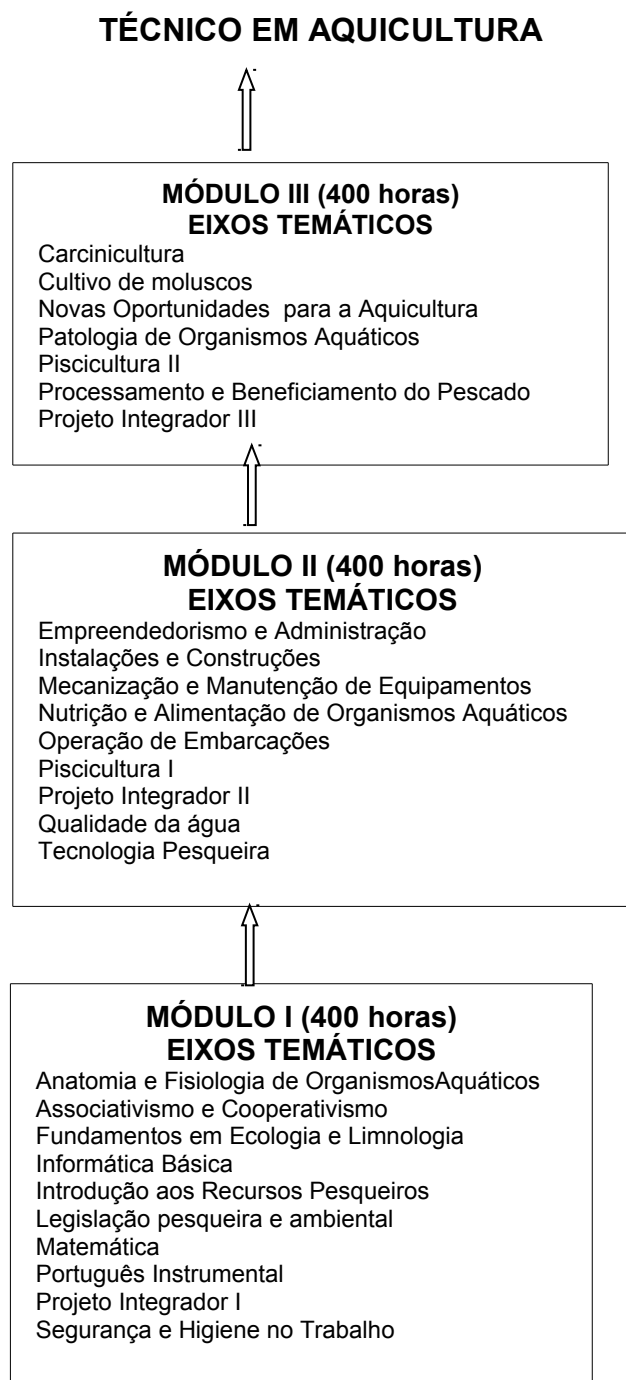 TÉCNICO EM AQUICULTURA
MÓDULO III (400 horas)
EIXOS TEMÁTICOS
Carcinicultura
Cultivo de moluscos
Novas Oportunidades para a Aquicultura
Patologia de Organismos Aquáticos
Piscicultura II
Processamento e Beneficiamento do Pescado
Projeto Integrador III
MÓDULO II (400 horas)
EIXOS TEMÁTICOS
Empreendedorismo e Administração
Instalações e Construções
Mecanização e Manutenção de Equipamentos
Nutrição e Alimentação de Organismos Aquáticos
Operação de Embarcações
Piscicultura I
Projeto Integrador II
Qualidade da água
Tecnologia Pesqueira
MÓDULO I (400 horas)
EIXOS TEMÁTICOS
Anatomia e Fisiologia de OrganismosAquáticos
Associativismo e Cooperativismo
Fundamentos em Ecologia e Limnologia
Informática Básica
Introdução aos Recursos Pesqueiros
Legislação pesqueira e ambiental
Matemática
Português Instrumental
Projeto Integrador I
Segurança e Higiene no Trabalho